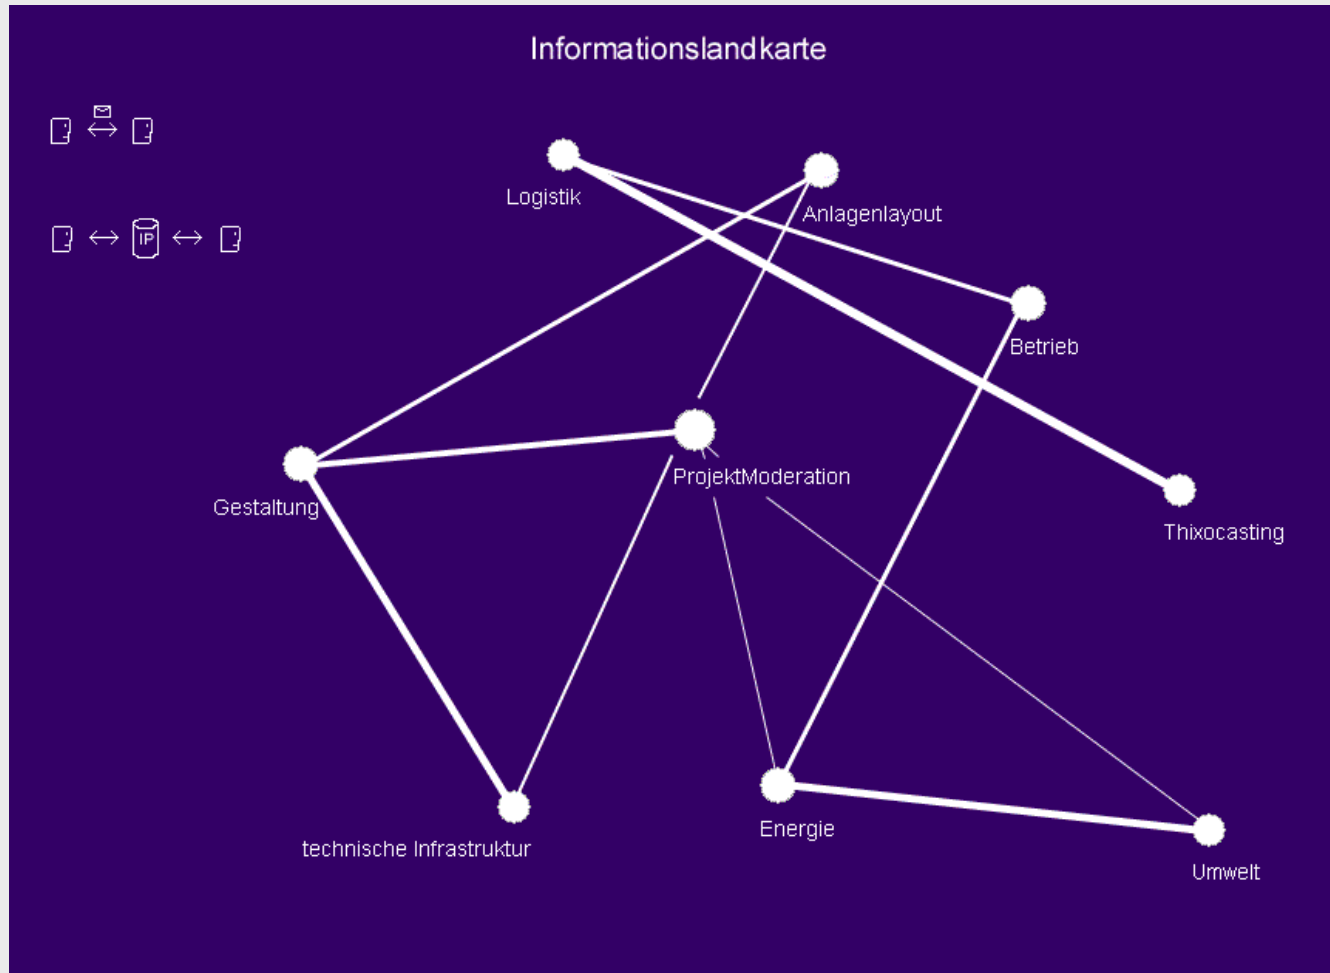 Informationslandkarte
Logistik
Anlagenlayout
IP
Betrieb
ProjektModeration
Gestaltung
Thixocasting
Energie
technische Infrastruktur
Umwelt